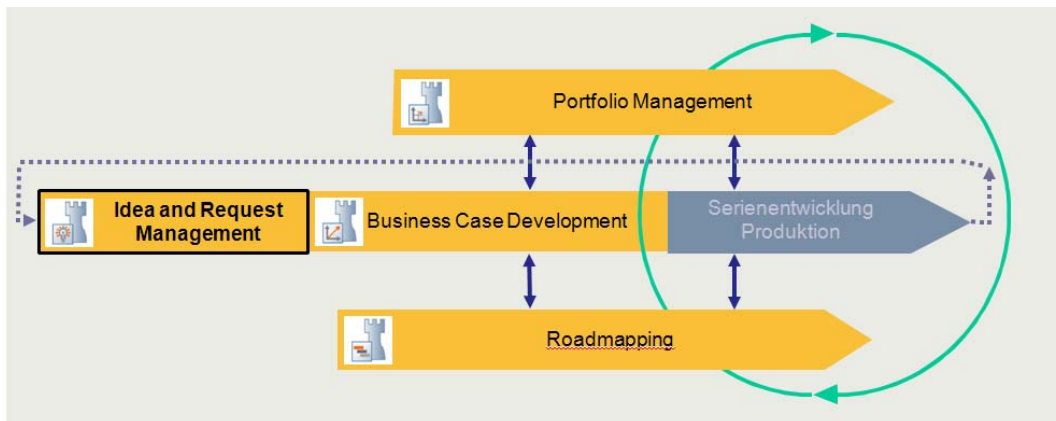 Portfolio Management
Idea and Request
Management
Business Case Development
Serienentwicklung
Produktion
Roadmapping